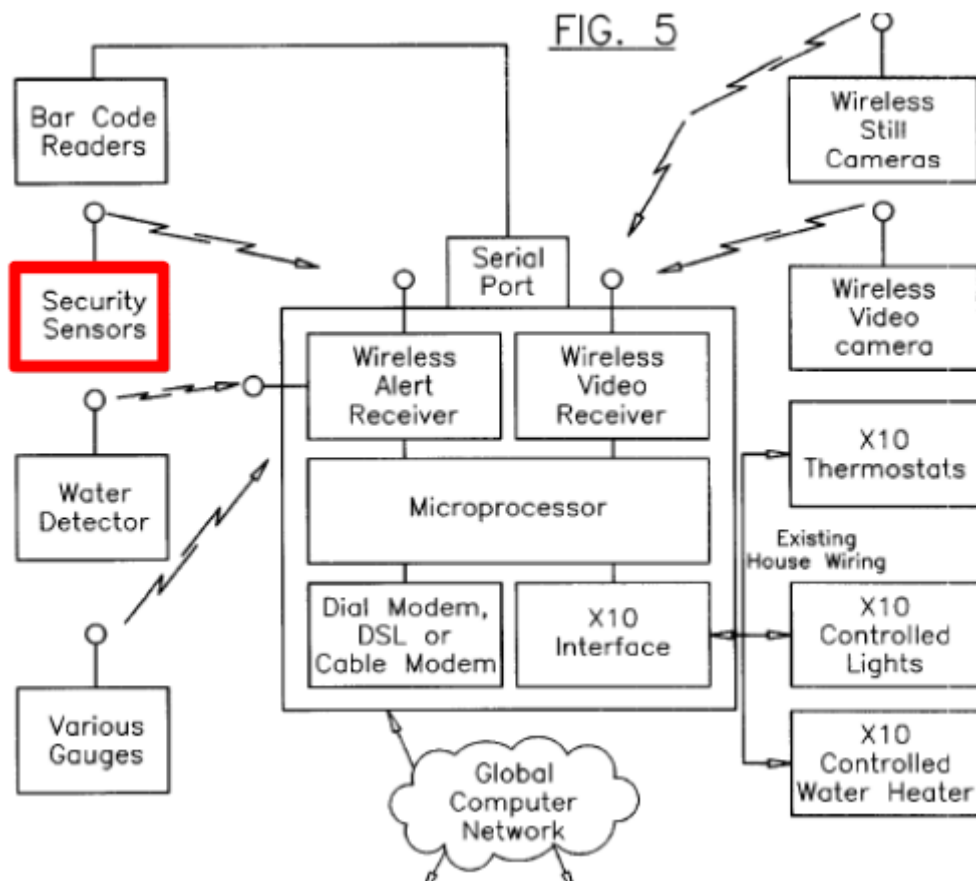 FIG. 5
Bar Code
Readers
Wireless
Still
Cameras
Security
Sensors
Serial
Port
Wireless
Video
camera
Wireless
Alert
Receiver
Wireless
Video
Receiver
Water
Detector
X10
Thermostats
Microprocessor
Existing
House Wiring
Dial Modem,
DSL or
Cable Modem
X10
Interface
X10
Controlled
Lights
Various
Gauges
X10
Controlled
Water Heater
Global
Computer
Network